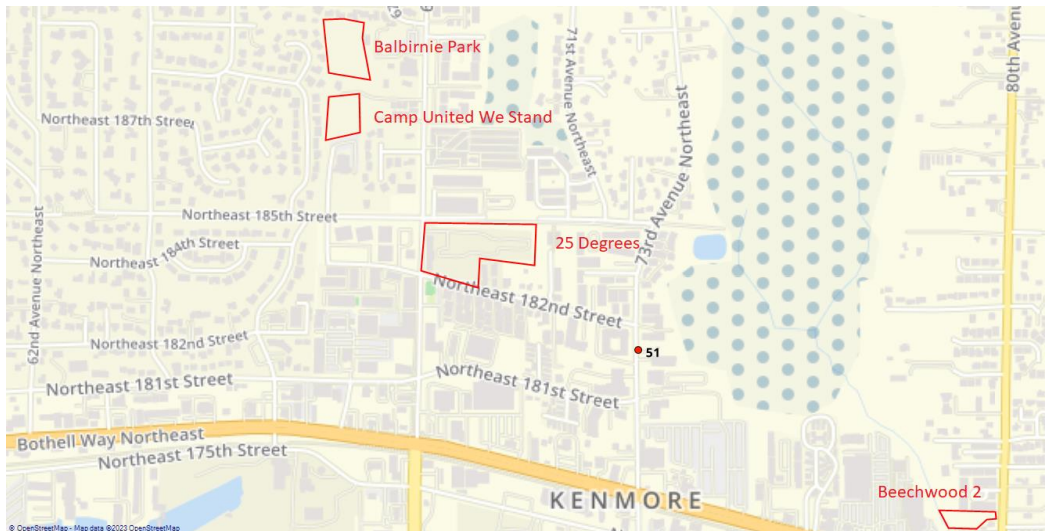 29
Balbirnie Park
Camp United We Stand
Northeast 187th Street
71st Avenue Northeast
80th Avenu
73rd Avenue Northeast
Northeast 185th Street
25 Degrees
62nd Avenue Northeast
Northeast 184th Street
Northeast 182nd Street
Northeast 182nd Street
51
Northeast 181st Street
Northeast 181st Street
Bothell Way Northeast
Northeast 175th Street
KENMORE
Beechwood 2
© OpenStreetMap - Map data ©2023 OpenStreetMap